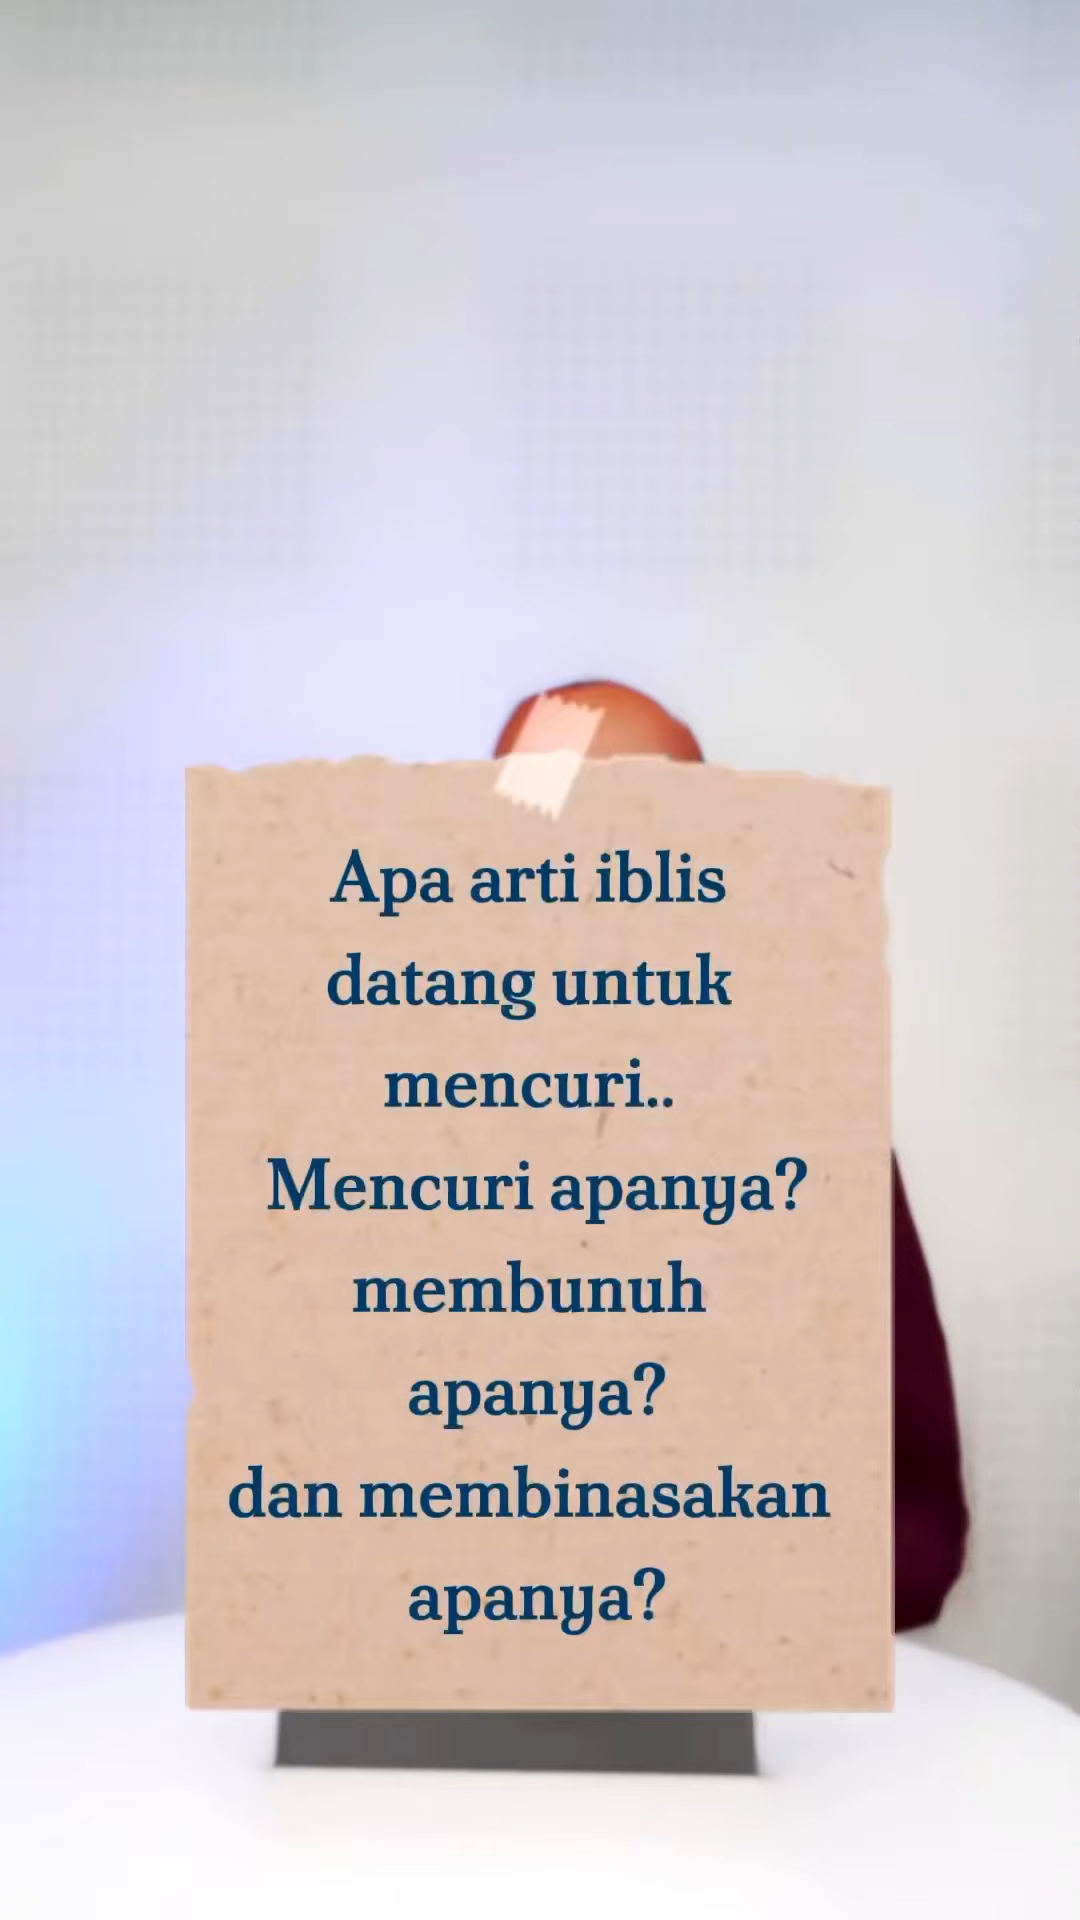 Apa arti iblis
datang untuk
mencuri..
Mencuri apanya?
membunuh
apanya?
dan membinasakan
apanya?